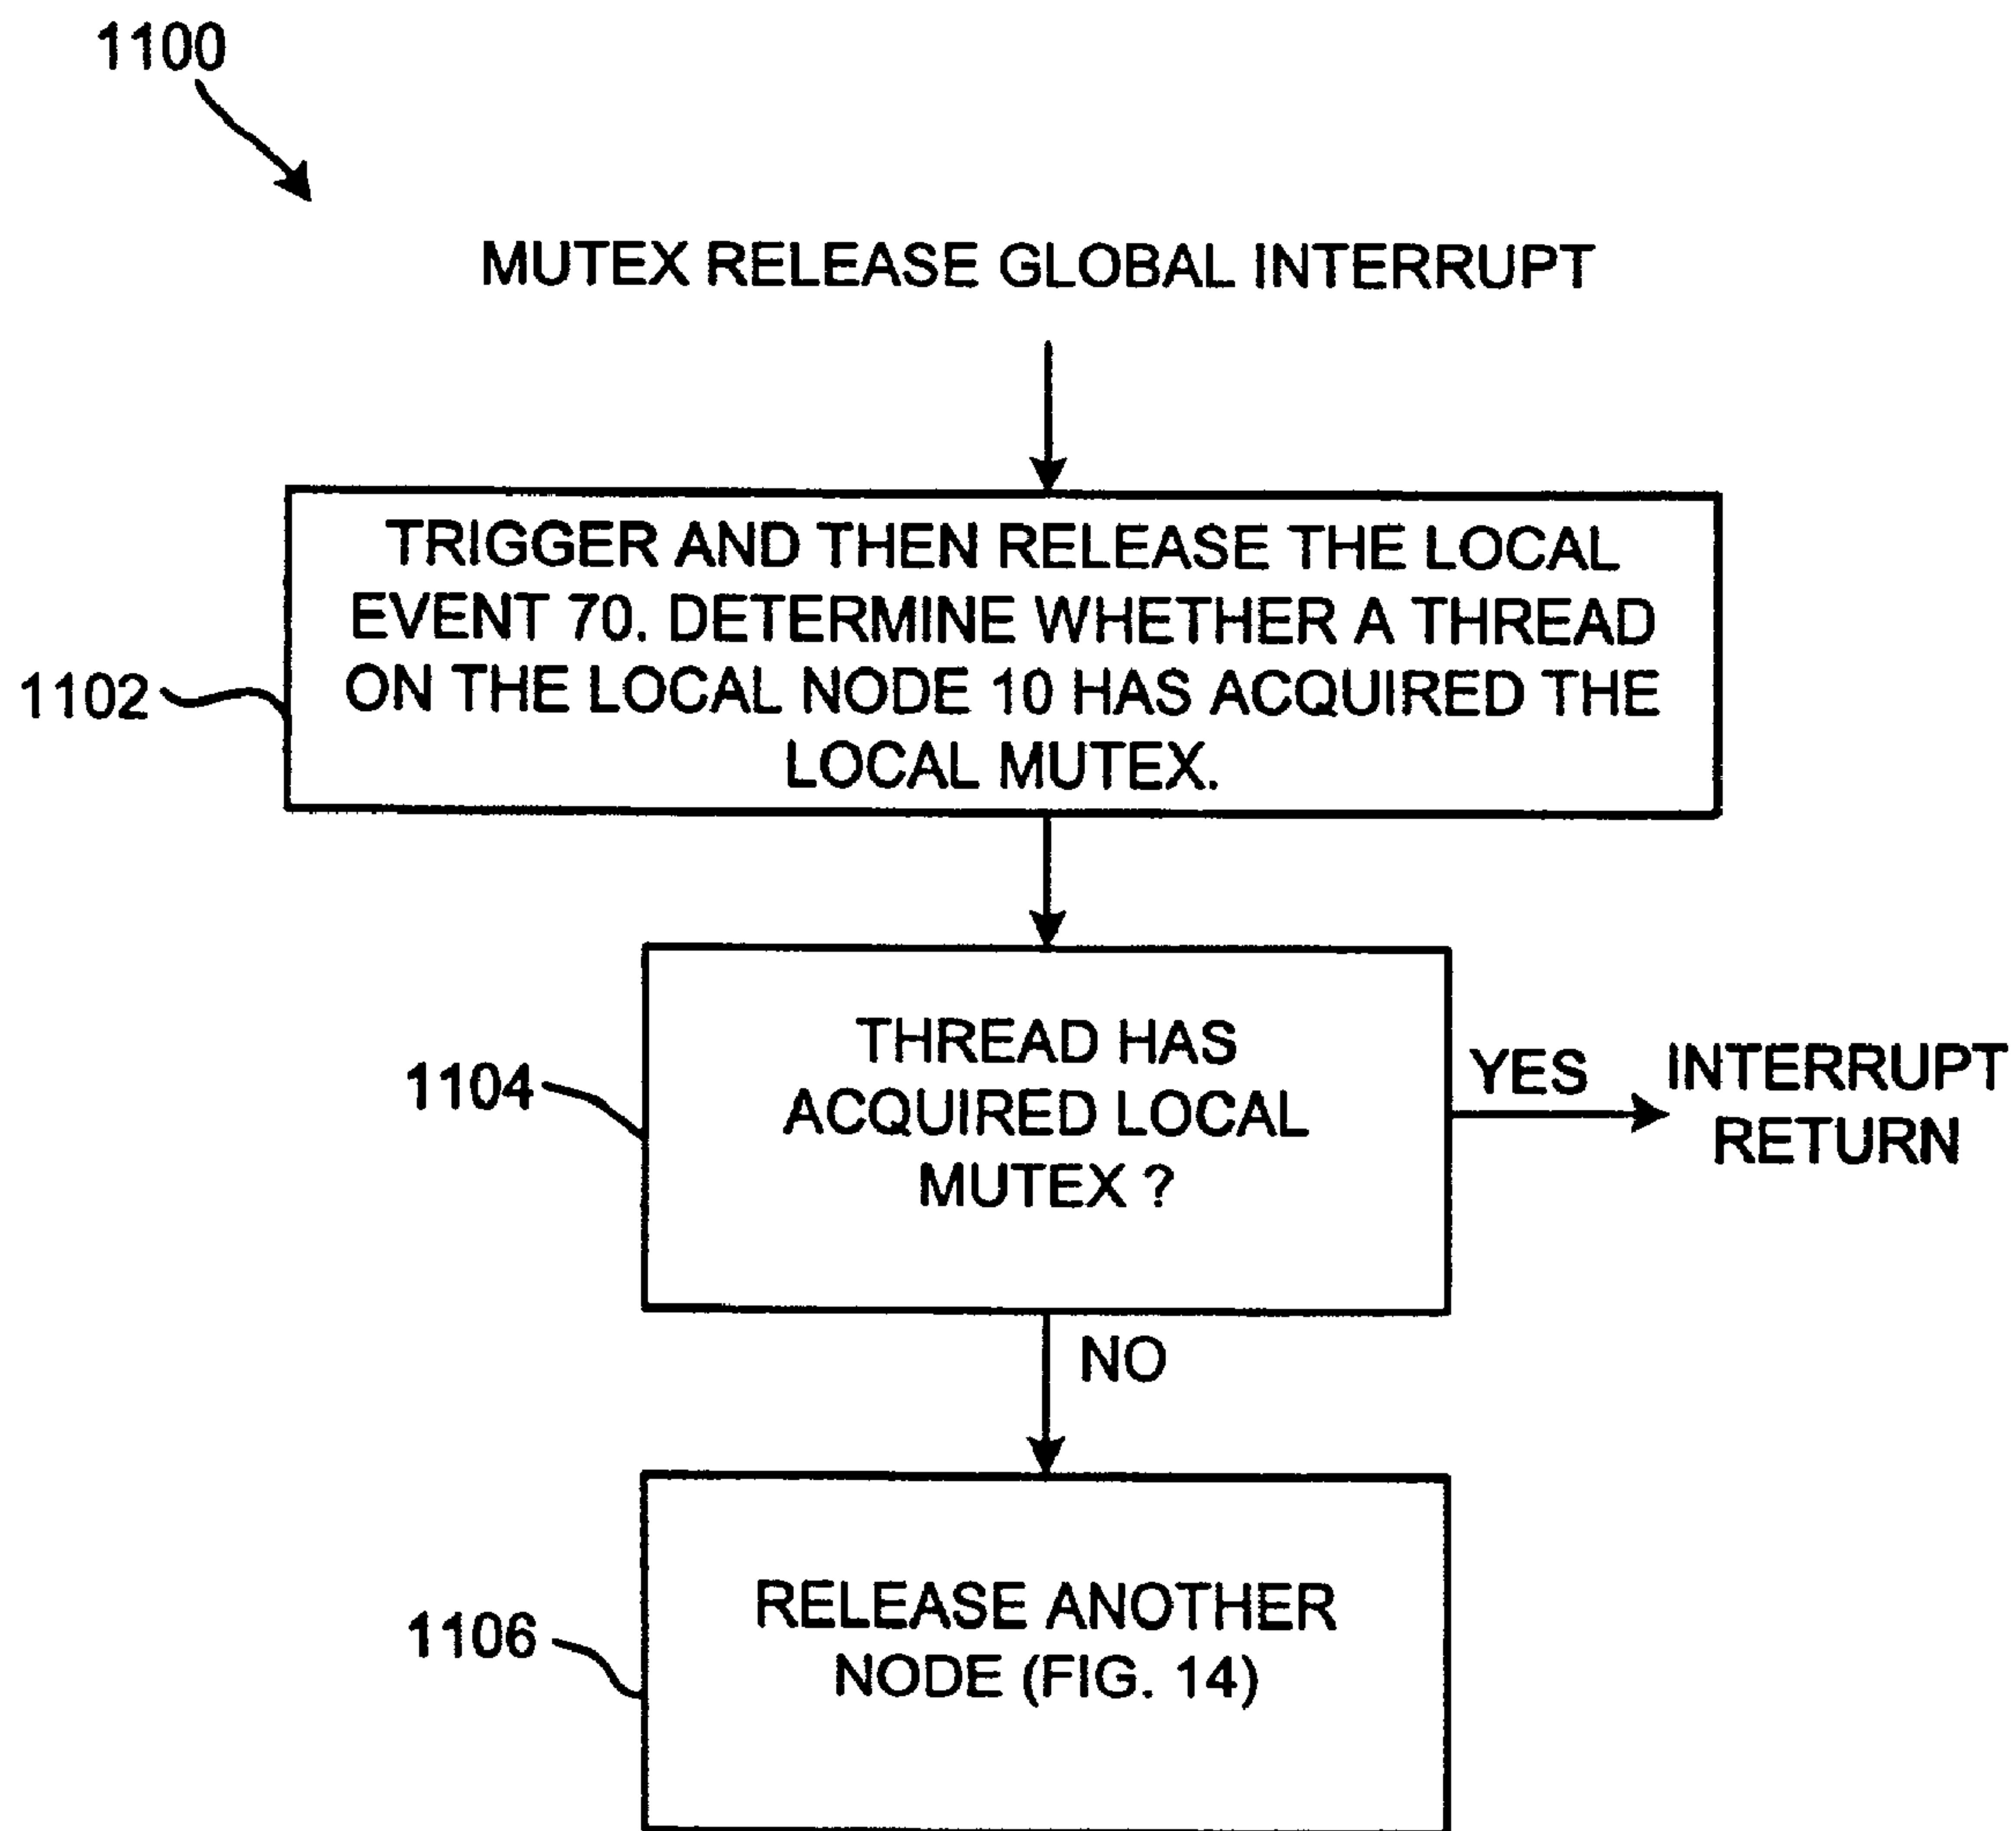 1100
MUTEX RELEASE GLOBAL INTERRUPT
TRIGGER AND THEN RELEASE THE LOCAL
EVENT 70. DETERMINE WHETHER A THREAD
ON THE LOCAL NODE 10 HAS ACQUIRED THE
LOCAL MUTEX.
1102
THREAD HAS
ACQUIRED LOCAL
MUTEX ?
1104
YES
INTERRUPT
RETURN
NO
RELEASE ANOTHER
NODE (FIG. 14)
1106